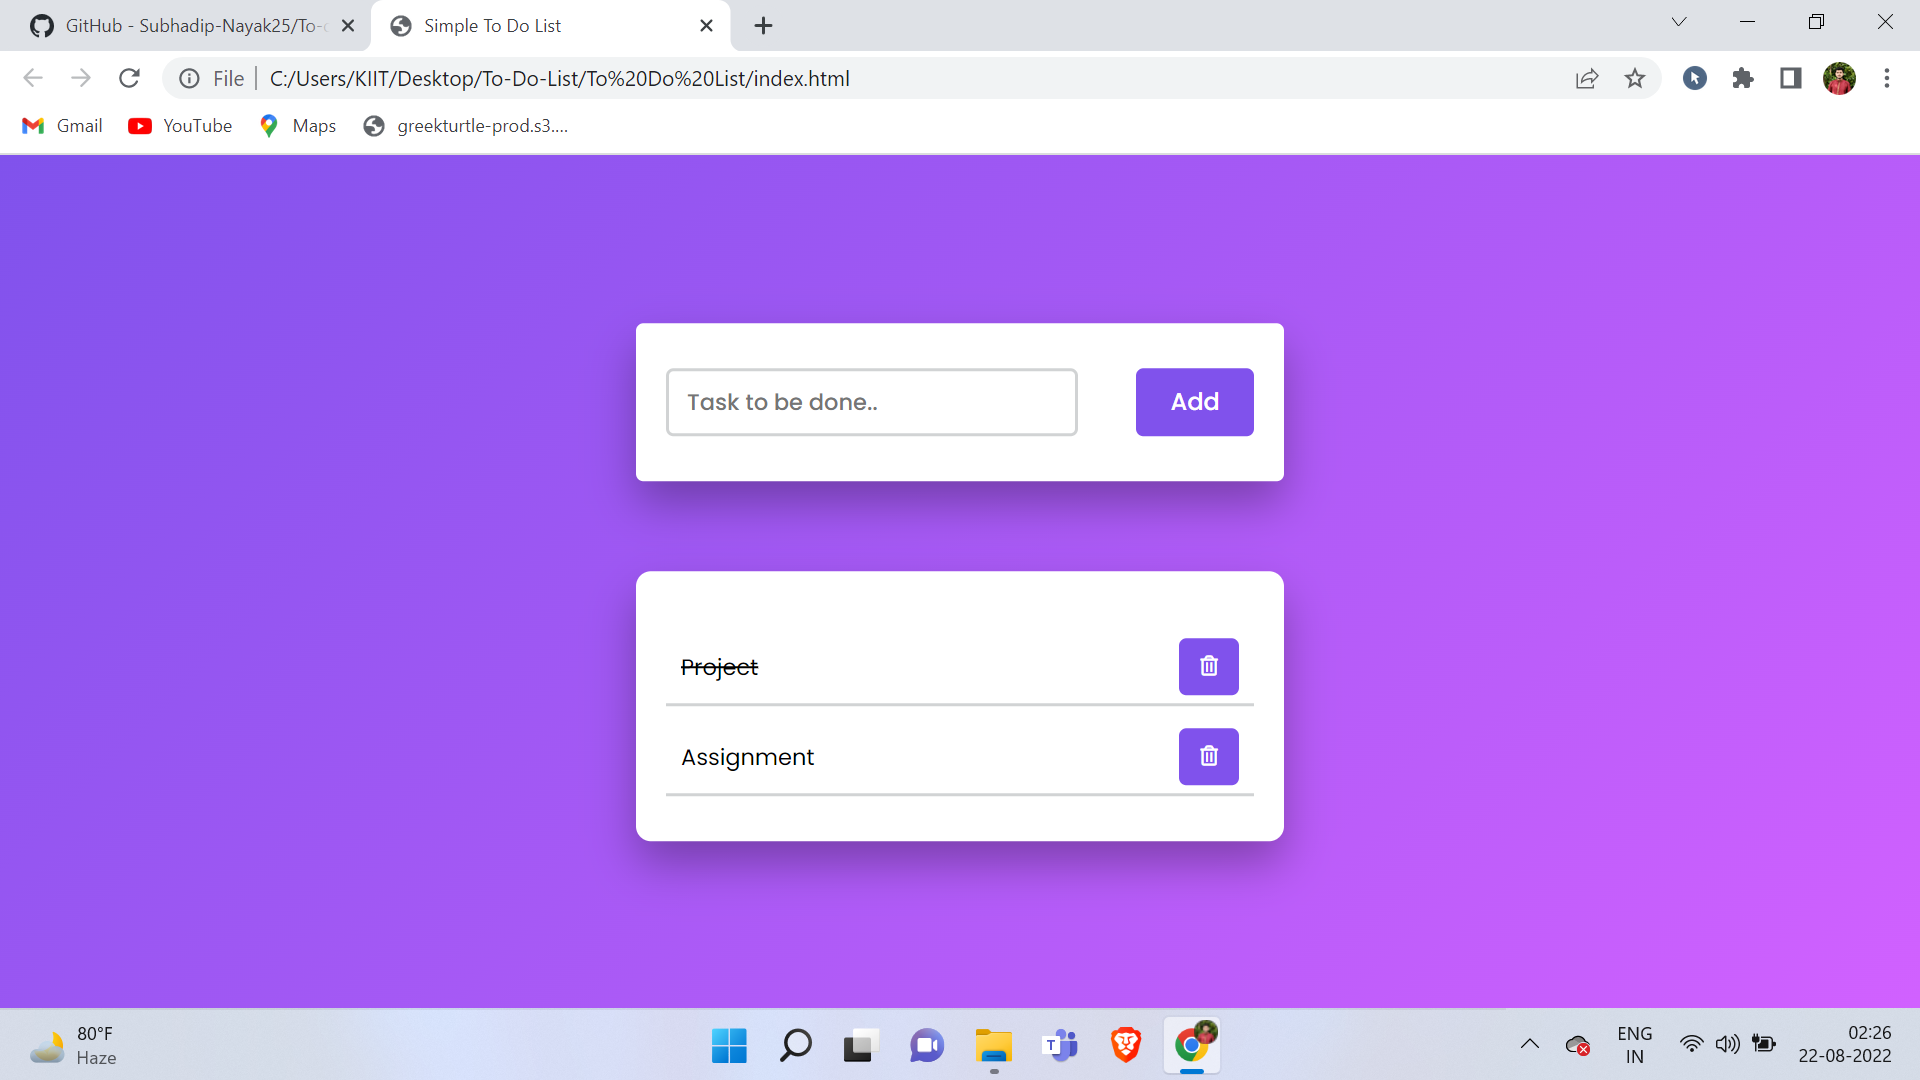 GitHub - Subhadip-Nayak25/To-
Simple To Do List
File
C:/Users/KIIT/Desktop/To-Do-List/To%20Do%20List/index.html
Gmail
YouTube
Maps
greekturtle-prod.s3....
Task to be done..
Add
Project
Assignment
80°F
Haze
T
ENG
IN
02:26
22-08-2022